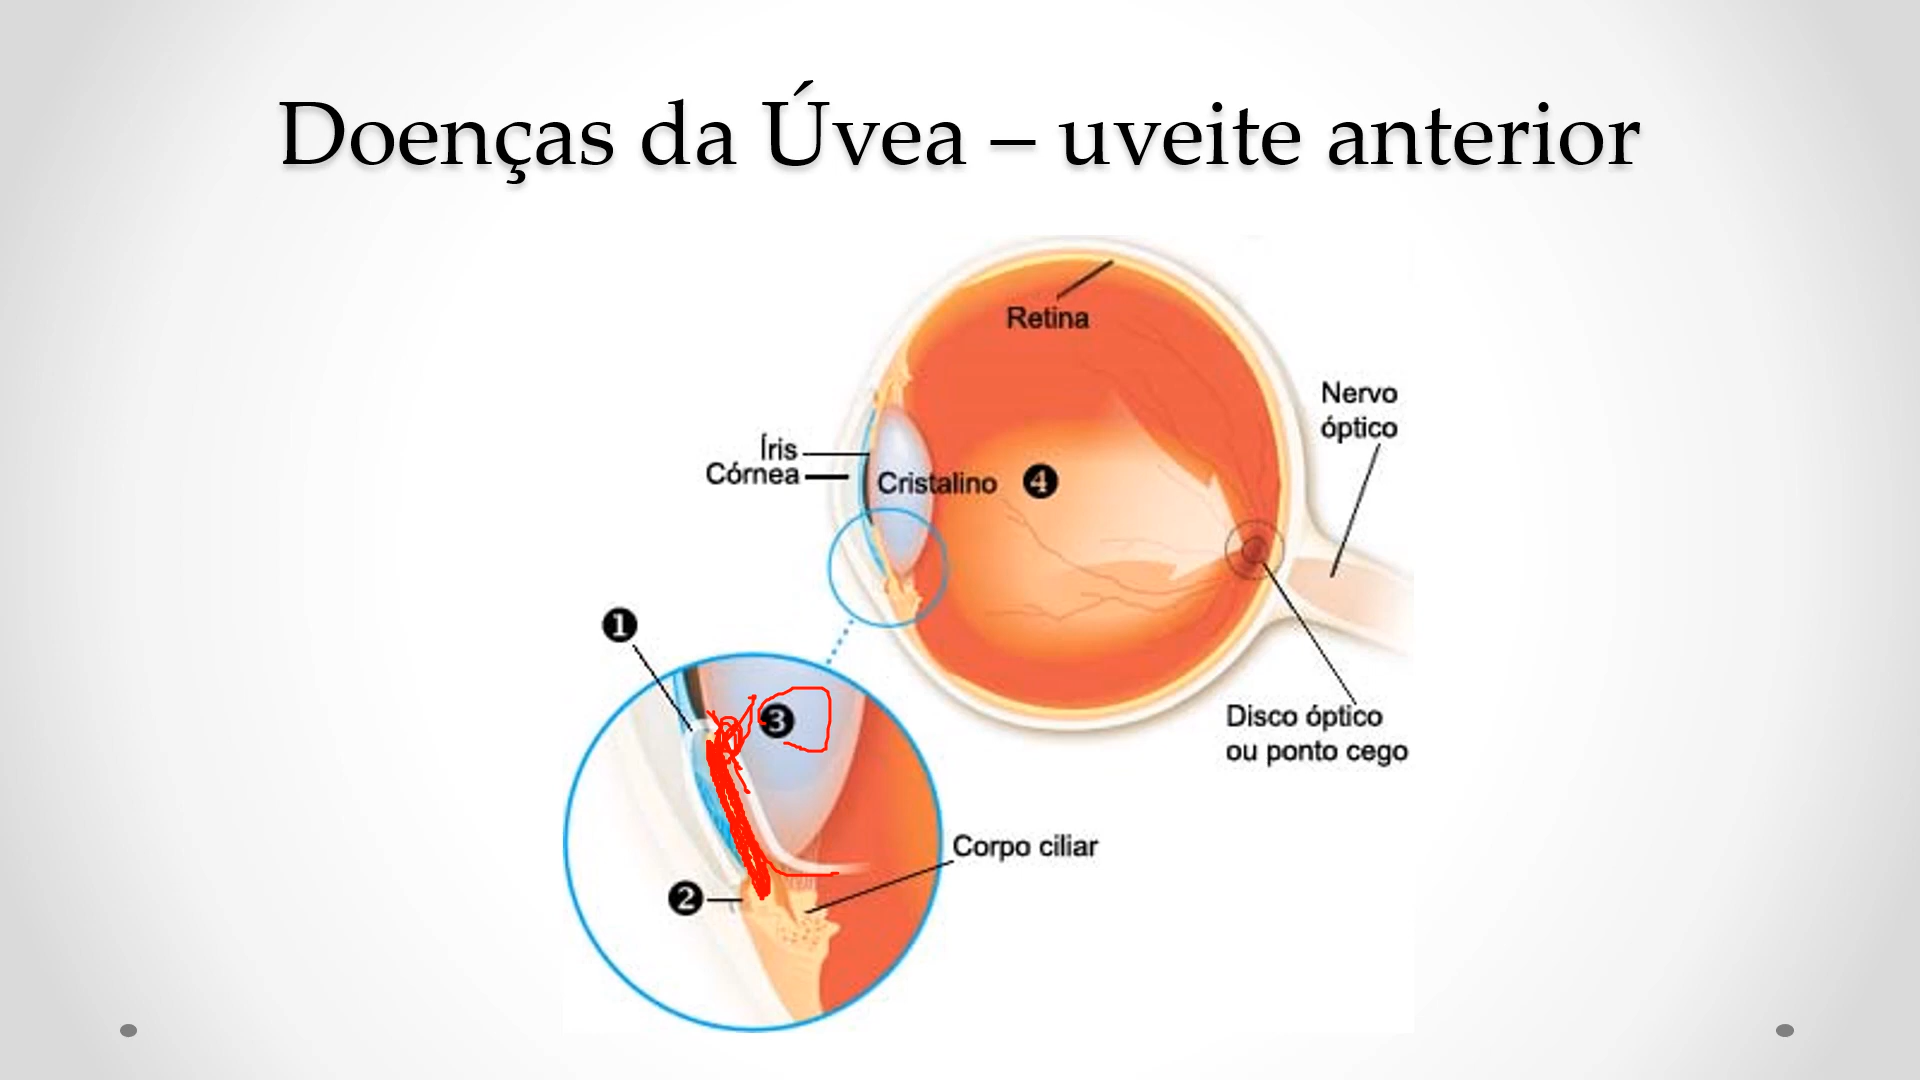 Doenças da Úvea – uveite anterior
Retina
Nervo
óptico
Íris
Córnea
Cristalino 4
1
3
Disco óptico
ou ponto cego
Corpo ciliar
2